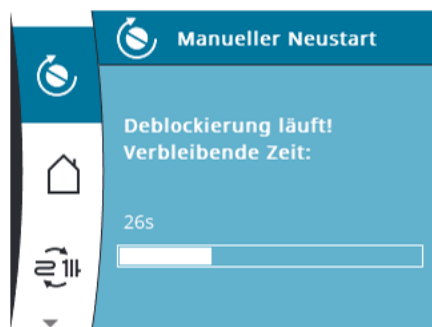 Manueller Neustart
Deblockierung läuft!
Verbleibende Zeit:
26s